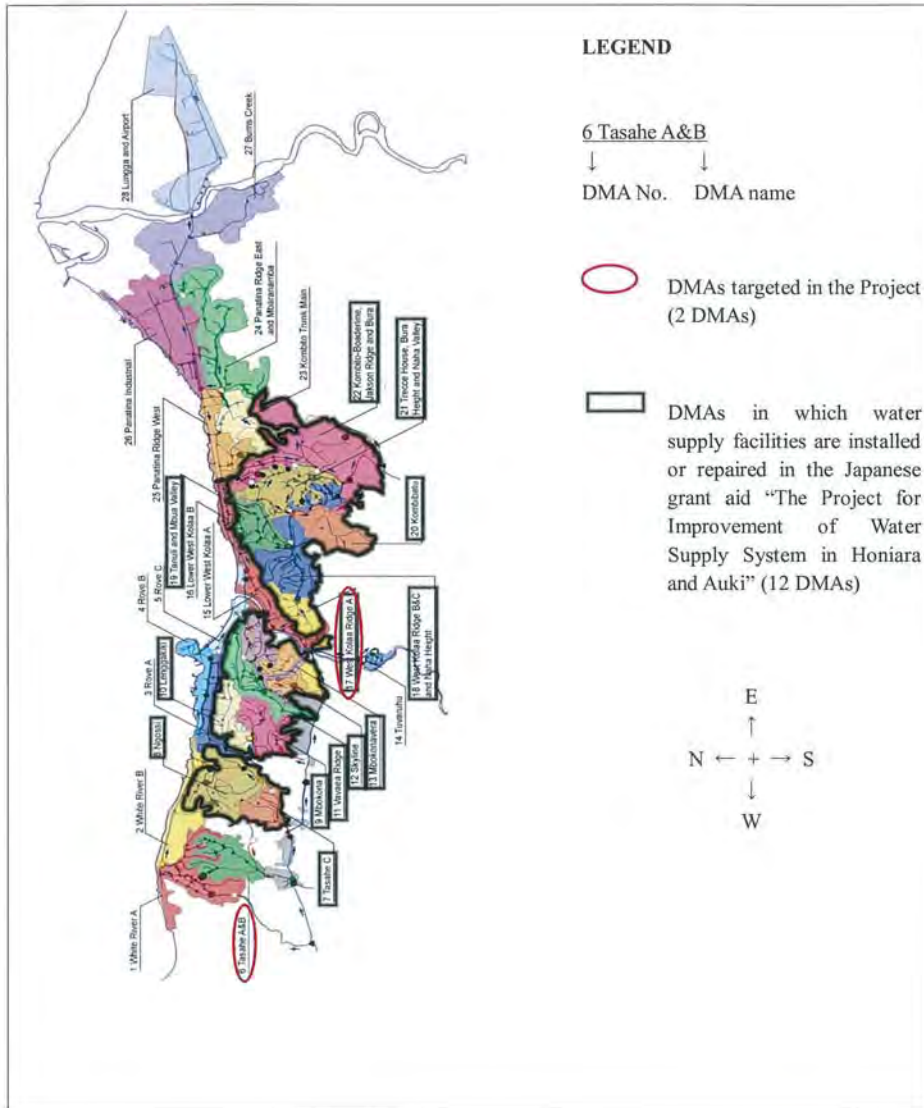 LEGEND
6 Tasahe A&B
↓ ↓
DMA No. DMA name
DMAs targeted in the Project
(2 DMAs)
DMAs in which water
supply facilities are installed
or repaired in the Japanese
grant aid “The Project for
Improvement of Water
Supply System in Honiara
and Auki” (12 DMAs)
E
↑
N ← + → S
↓
W
28 Lungga and Airport
27 Burns Creek
26 Panatina Industrial
24 Panatina Ridge East
and Mbaranamba
23 Kombito Trunk Main
22 Kombito-Boaderline,
Jakson Ridge and Bura
21 Trecce House, Bura
Height and Naha Valley
25 Panatina Ridge West
19 Tanuli and Mbua Valley
16 Lower West Kolaa B
15 Lower West Kolaa A
20 Kombibatu
5 Rove C
4 Rove B
3 Rove A
10 Lenggakiki
17 West Kolaa Ridge A
18 West Kolaa Ridge B&C
and Naha Height
14 Tuvaruhu
8 Ngossi
13 Mbokonavera
12 Skyline
11 Vavaea Ridge
9 Mbokona
2 White River B
7 Tasahe C
1 White River A
6 Tasahe A&B